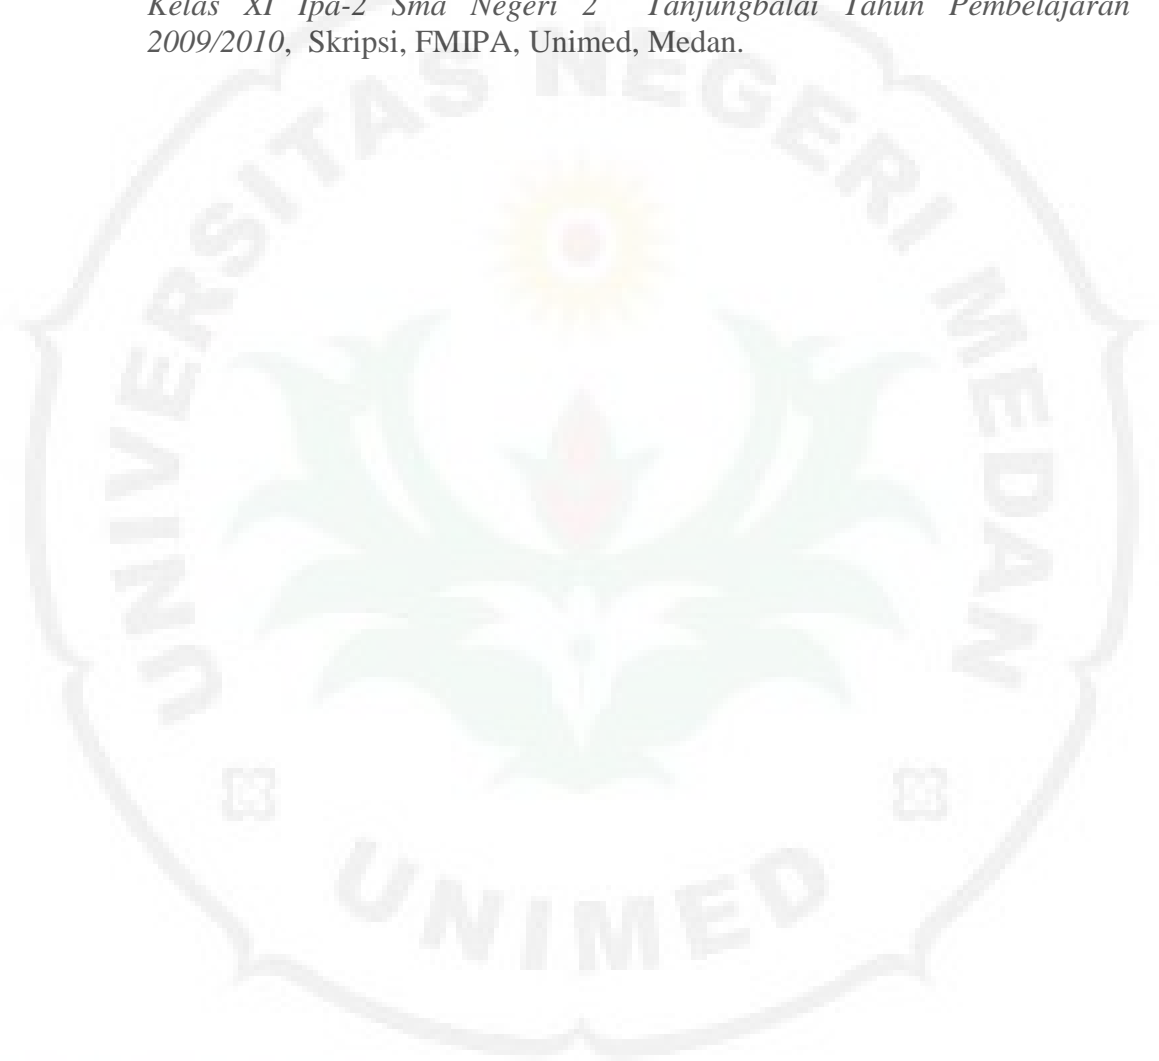 Kelas XI Ipa-2 Sma Negeri 2 Tanjungbalai Tahun Pembelajaran
2009/2010, Skripsi, FMIPA, Unimed, Medan.
UNIVERSITAS NEGERI MEDAN
UNIMED